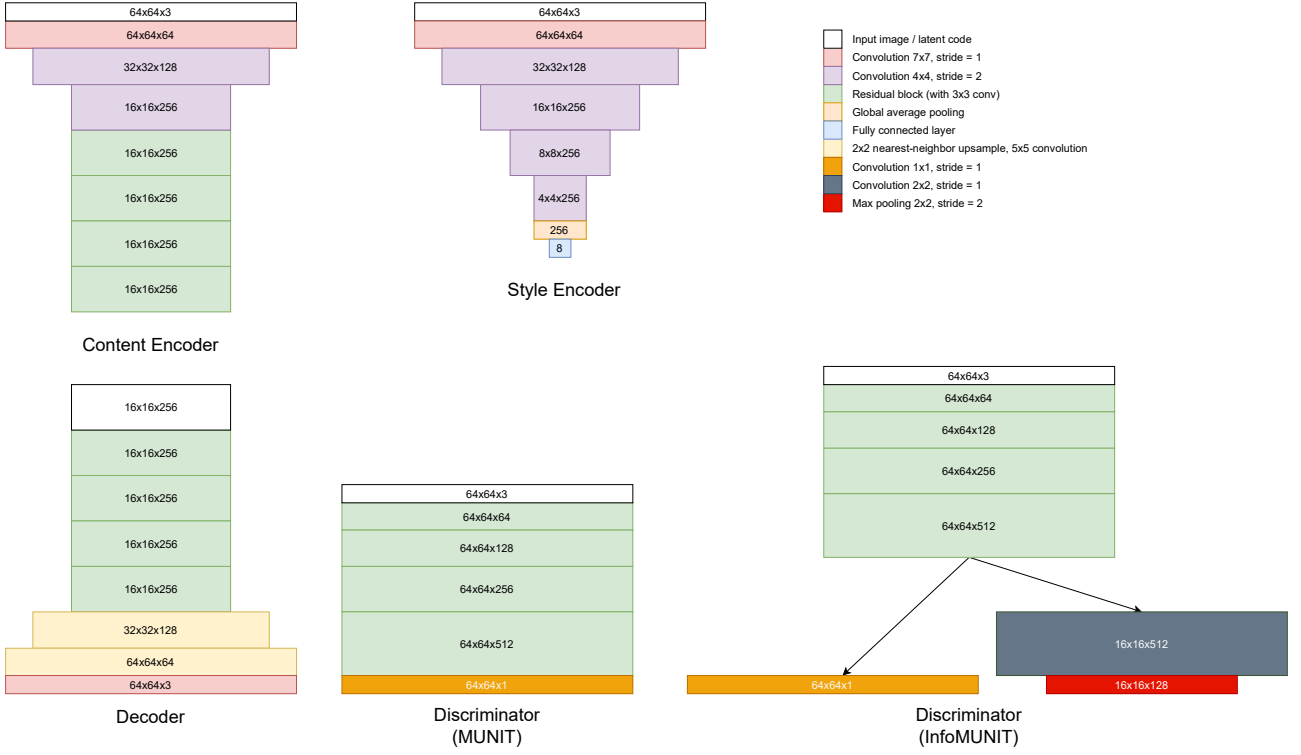 64x64x3
64x64x64
32x32x128
16x16x256
16x16x256
16x16x256
16x16x256
16x16x256
Content Encoder
64x64x3
64x64x64
32x32x128
16x16x256
8x8x256
4x4x256
256
8
Style Encoder
Input image / latent code
Convolution 7x7, stride = 1
Convolution 4x4, stride = 2
Residual block (with 3x3 conv)
Global average pooling
Fully connected layer
2x2 nearest-neighbor upsample, 5x5 convolution
Convolution 1x1, stride = 1
Convolution 2x2, stride = 1
Max pooling 2x2, stride = 2
16x16x256
16x16x256
16x16x256
16x16x256
16x16x256
32x32x128
64x64x64
64x64x3
Decoder
64x64x3
64x64x64
64x64x128
64x64x256
64x64x512
64x64x1
Discriminator
(MUNIT)
64x64x3
64x64x64
64x64x128
64x64x256
64x64x512
64x64x1
16x16x512
16x16x128
Discriminator
(InfoMUNIT)